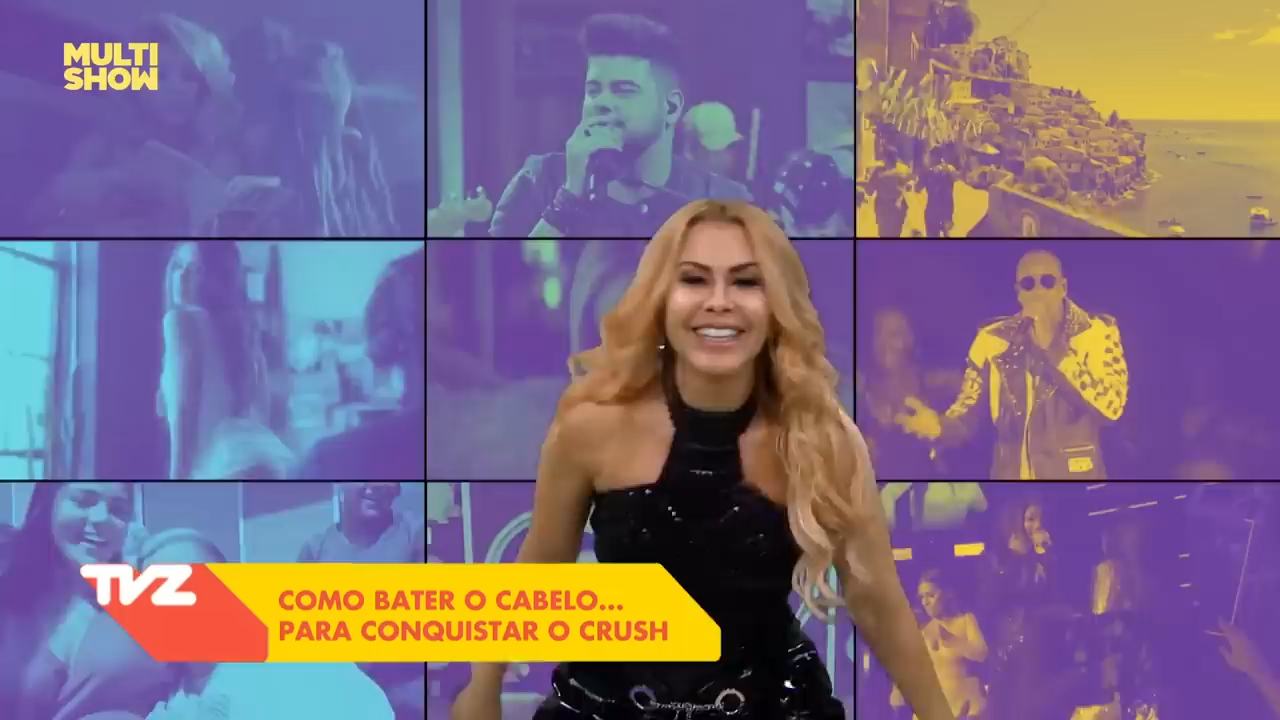 MULTI
SHOW
TVZ
COMO BATER O CABELO...
PARA CONQUISTAR O CRUSH